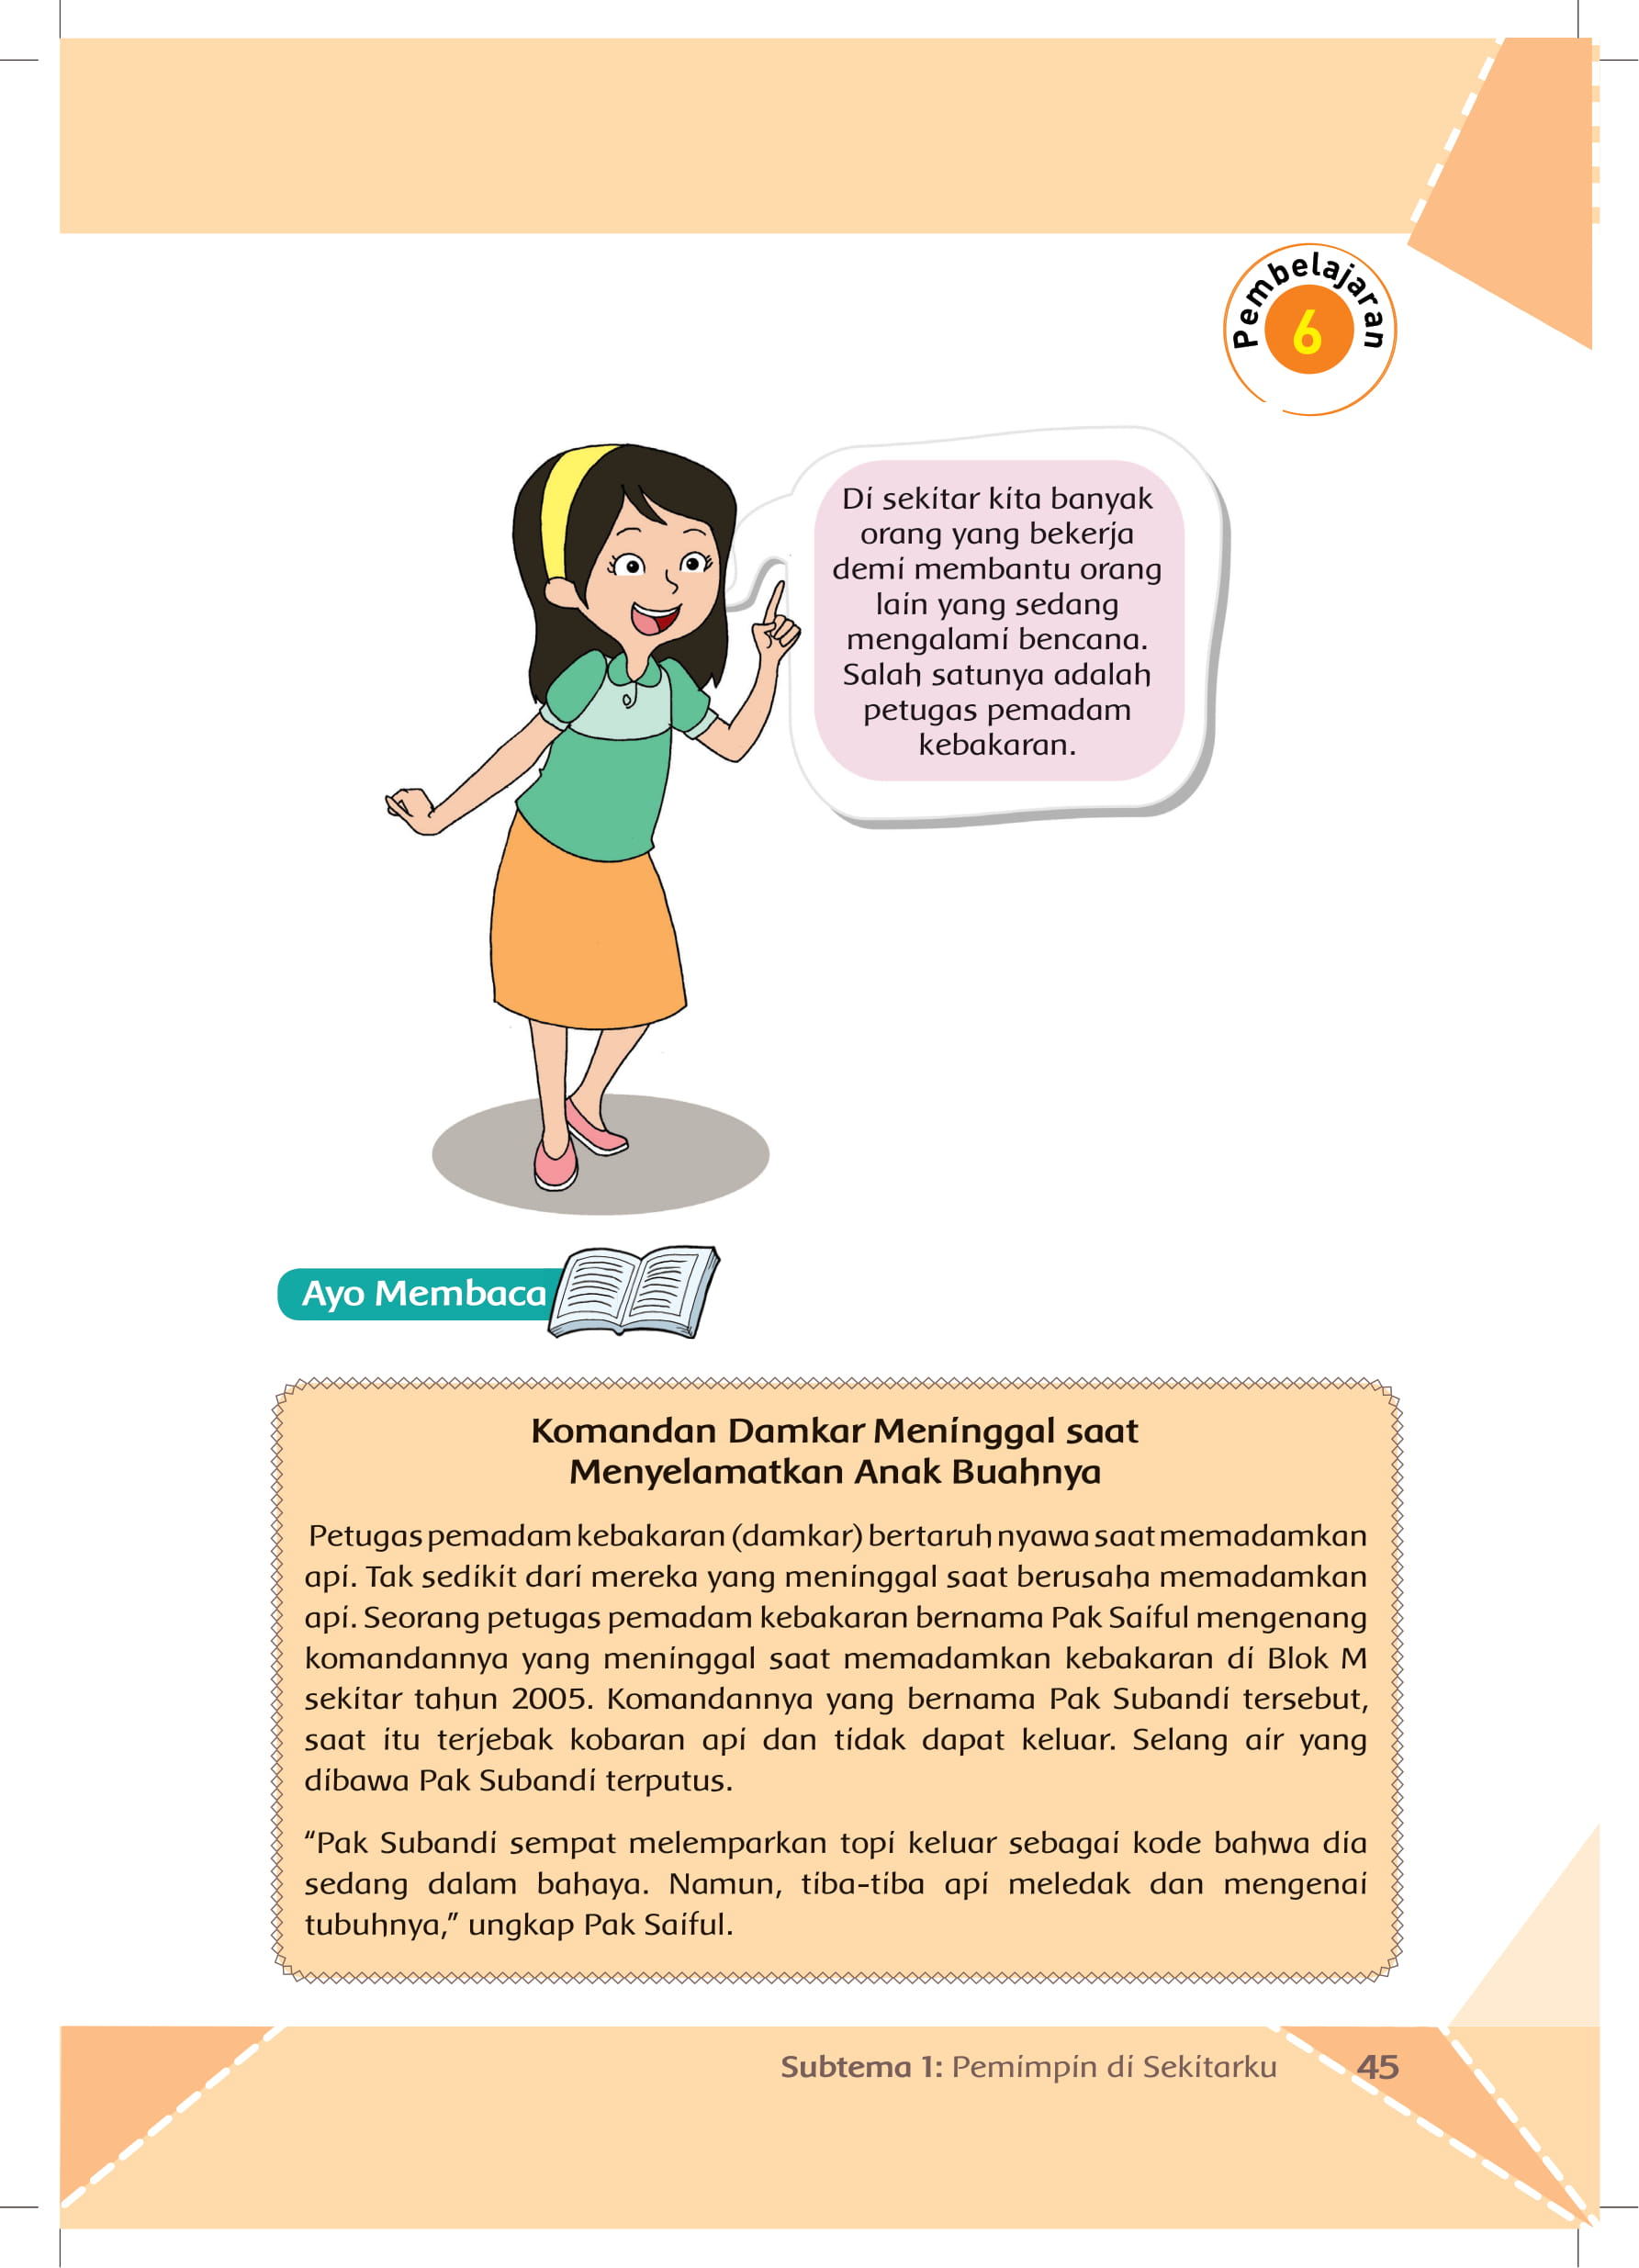 Pembelajaran
6
Di sekitar kita banyak
orang yang bekerja
demi membantu orang
lain yang sedang
mengalami bencana.
Salah satunya adalah
petugas pemadam
kebakaran.
Ayo Membaca
Komandan Damkar Meninggal saat
Menyelamatkan Anak Buahnya
Petugas pemadam kebakaran (damkar) bertaruh nyawa saat memadamkan
api. Tak sedikit dari mereka yang meninggal saat berusaha memadamkan
api. Seorang petugas pemadam kebakaran bernama Pak Saiful mengenang
komandannya yang meninggal saat memadamkan kebakaran di Blok M
sekitar tahun 2005. Komandannya yang bernama Pak Subandi tersebut,
saat itu terjebak kobaran api dan tidak dapat keluar. Selang air yang
dibawa Pak Subandi terputus.
“Pak Subandi sempat melemparkan topi keluar sebagai kode bahwa dia
sedang dalam bahaya. Namun, tiba-tiba api meledak dan mengenai
tubuhnya,” ungkap Pak Saiful.
Subtema 1: Pemimpin di Sekitarku 45